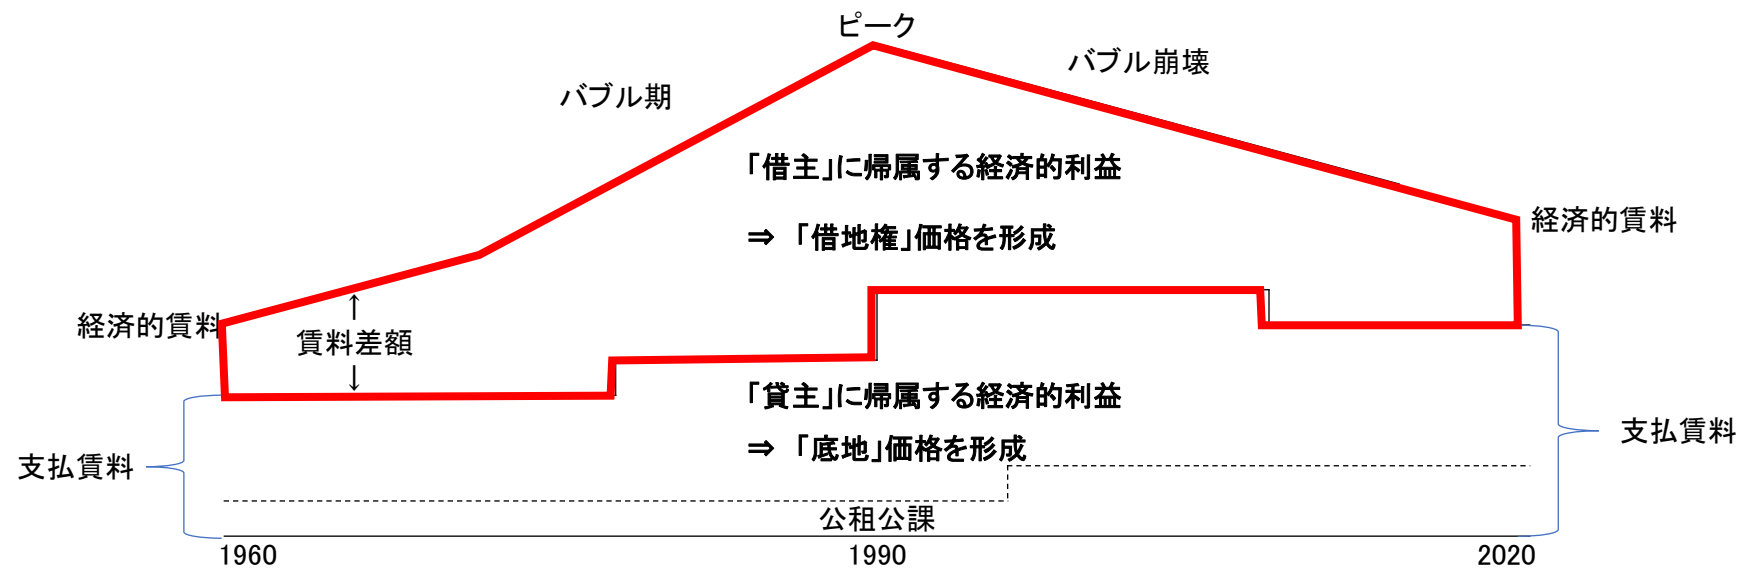 ピーク
バブル崩壊
バブル期
「借主」に帰属する経済的利益
⇒ 「借地権」価格を形成
経済的賃料
経済的賃料
賃料差額
「貸主」に帰属する経済的利益
⇒ 「底地」価格を形成
支払賃料
支払賃料
公租公課
1960
1990
2020